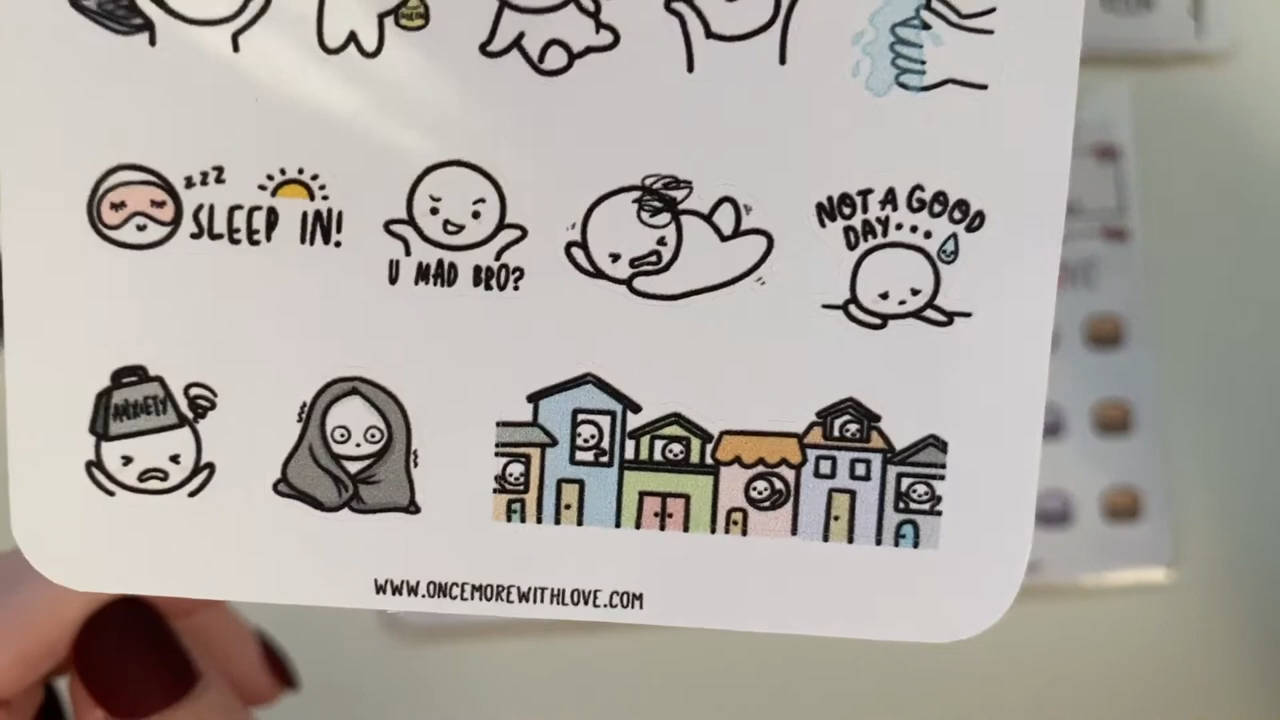 zzz
SLEEP IN!
U MAD BRO?
NOT A GOOD
DAY...
ANXIETY
WWW.ONCEMOREWITHLOVE.COM